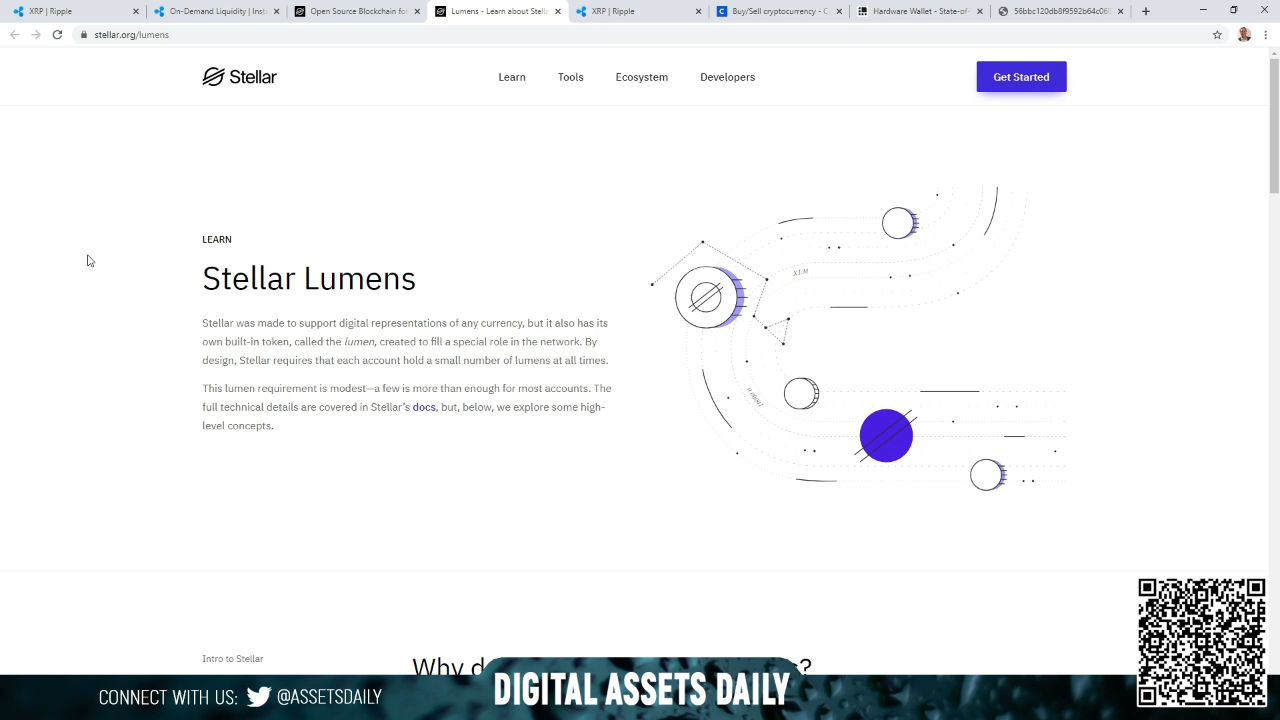 XRP | Ripple
On-Demand Liquidity | Inst
Open Source Blockchain fo
Lumens - Learn about Stella
XRP | Ripple
Buy/Sell cryptocurrency - C
Hardware Wallet - State-of-
56bbc120db8f9592b64c060
stellar.org/lumens
Stellar
Learn
Tools
Ecosystem
Developers
Get Started
LEARN
Stellar Lumens
Stellar was made to support digital representations of any currency, but it also has its
own built-in token, called the lumen, created to fill a special role in the network. By
design, Stellar requires that each account hold a small number of lumens at all times.
This lumen requirement is modest—a few is more than enough for most accounts. The
full technical details are covered in Stellar's docs, but, below, we explore some high-
level concepts.
XLM
Intro to Stellar
Why d
?
CONNECT WITH US: @ASSETSDAILY
DIGITAL ASSETS DAILY